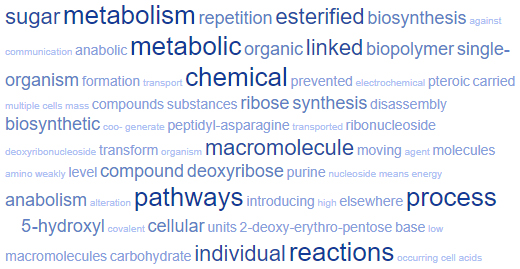 sugar metabolism repetition esterified biosynthesis against
communication anabolic metabolic organic linked biopolymer single-
organism formation transport chemical prevented electrochemical pteroic carried
multiple cells mass compounds substances ribose synthesis disassembly
biosynthetic coo- generate peptidyl-asparagine transported ribonucleoside
deoxyribonucleoside transform organism macromolecule moving agent molecules
amino weakly level compound deoxyribose purine nucleoside means energy
anabolism alteration pathways introducing high elsewhere process
5-hydroxyl covalent cellular units 2-deoxy-erythro-pentose base low
macromolecules carbohydrate individual reactions occurring cell acids